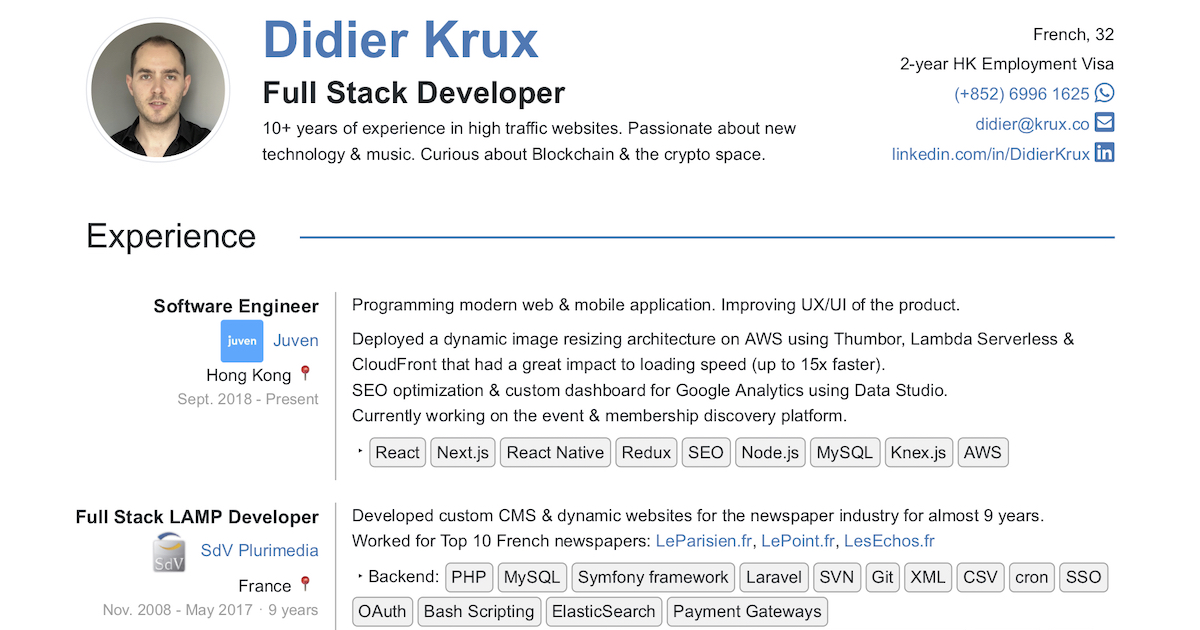 Didier Krux
Full Stack Developer
10+ years of experience in high traffic websites. Passionate about new
technology & music. Curious about Blockchain & the crypto space.
French, 32
2-year HK Employment Visa
(+852) 6996 1625
didier@krux.co
linkedin.com/in/DidierKrux in
Experience
Software Engineer
juven Juven
Hong Kong
Sept. 2018 - Present
Programming modern web & mobile application. Improving UX/UI of the product.
Deployed a dynamic image resizing architecture on AWS using Thumbor, Lambda Serverless &
CloudFront that had a great impact to loading speed (up to 15x faster).
SEO optimization & custom dashboard for Google Analytics using Data Studio.
Currently working on the event & membership discovery platform.
‣ React Next.js React Native Redux SEO Node.js MySQL Knex.js AWS
Full Stack LAMP Developer
SdV SdV Plurimedia
France
Nov. 2008 - May 2017 · 9 years
Developed custom CMS & dynamic websites for the newspaper industry for almost 9 years.
Worked for Top 10 French newspapers: LeParisien.fr, LePoint.fr, LesEchos.fr
‣ Backend: PHP MySQL Symfony framework Laravel SVN Git XML CSV cron SSO
OAuth Bash Scripting ElasticSearch Payment Gateways